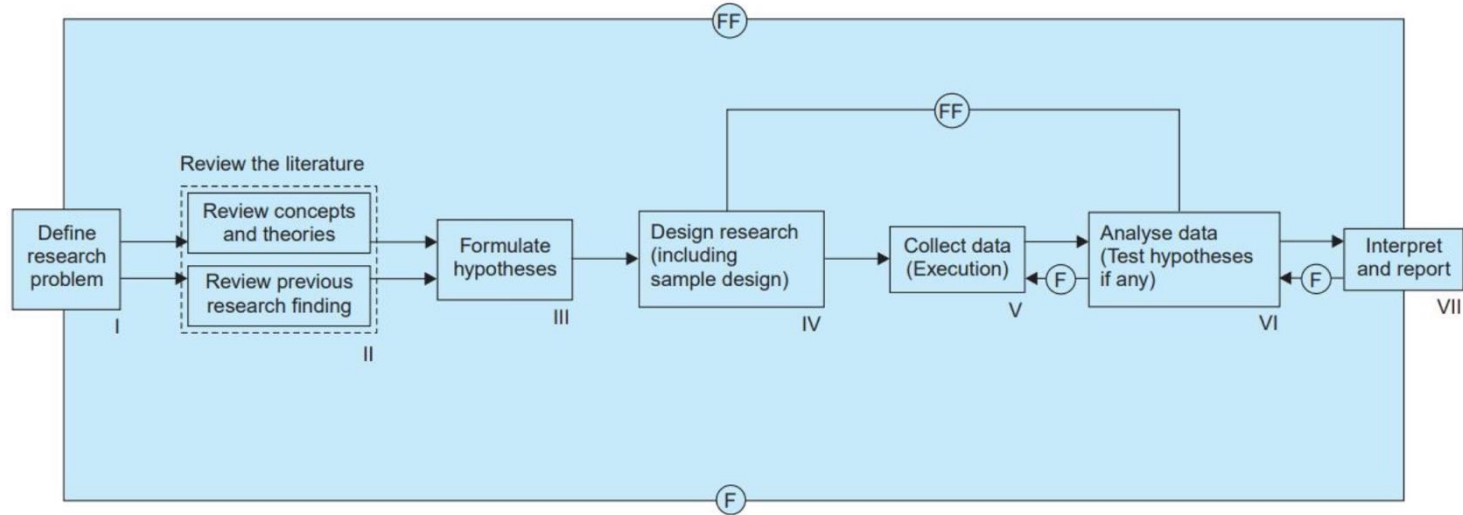 FF
FF
Review the literature
Define
research
problem
I
Review concepts
and theories
Review previous
research finding
II
Formulate
hypotheses
III
Design research
(including
sample design)
IV
Collect data
(Execution)
V
F
Analyse data
(Test hypotheses
if any)
VI
F
Interpret
and report
VII
F